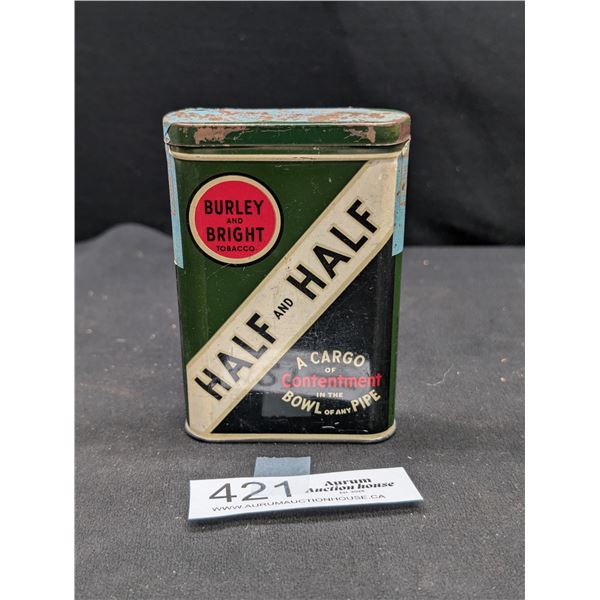 BURLEY
AND
BRIGHT
TOBACCO
HALF AND HALF
A CARGO
OF
Contentment
IN THE
BOWL OF ANY PIPE
421
Aurum
Auction house
WWW.AURUMAUCTIONHOUSE.CA